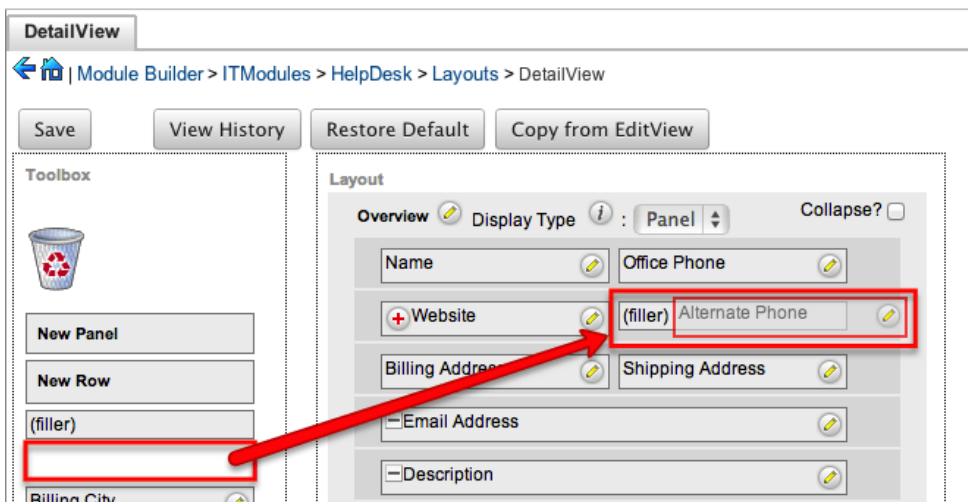 DetailView
| Module Builder > ITModules > HelpDesk > Layouts > DetailView
Save View History Restore Default Copy from EditView
Toolbox
New Panel
New Row
(filler)
Billing City
Layout
Overview Display Type i : Panel Collapse?
Name Office Phone
Website (filler) Alternate Phone
Billing Address Shipping Address
Email Address
Description